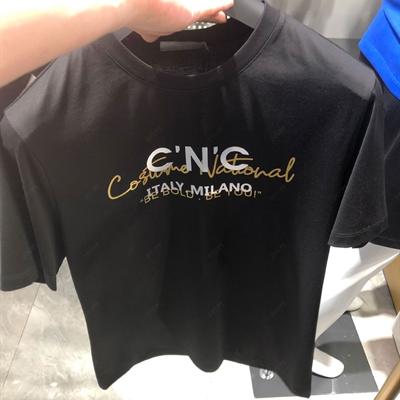 C'N'C
Costume National
ITALY MILANO
"BE BOLD . BE YOU!"